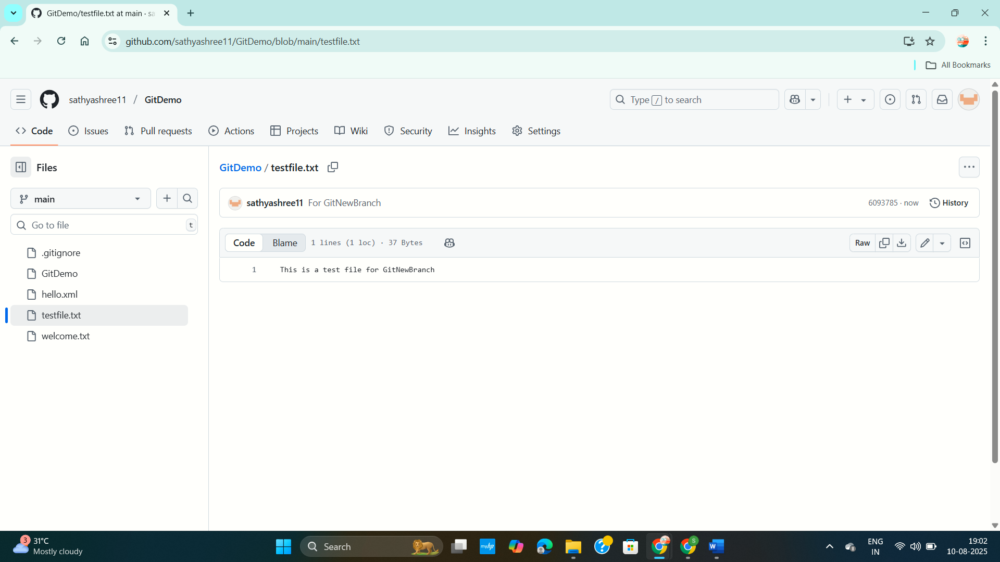 GitDemo/testfile.txt at main · sa
github.com/sathyashree11/GitDemo/blob/main/testfile.txt
All Bookmarks
sathyashree11 / GitDemo
Type / to search
Code Issues Pull requests Actions Projects Wiki Security Insights Settings
Files
GitDemo / testfile.txt
main
sathyashree11 For GitNewBranch
6093785 · now History
Go to file t
Code Blame 1 lines (1 loc) · 37 Bytes
Raw
.gitignore
1 This is a test file for GitNewBranch
GitDemo
hello.xml
testfile.txt
welcome.txt
3
31°C
Mostly cloudy
Search
myhp
S
W
ENG
IN
19:02
10-08-2025